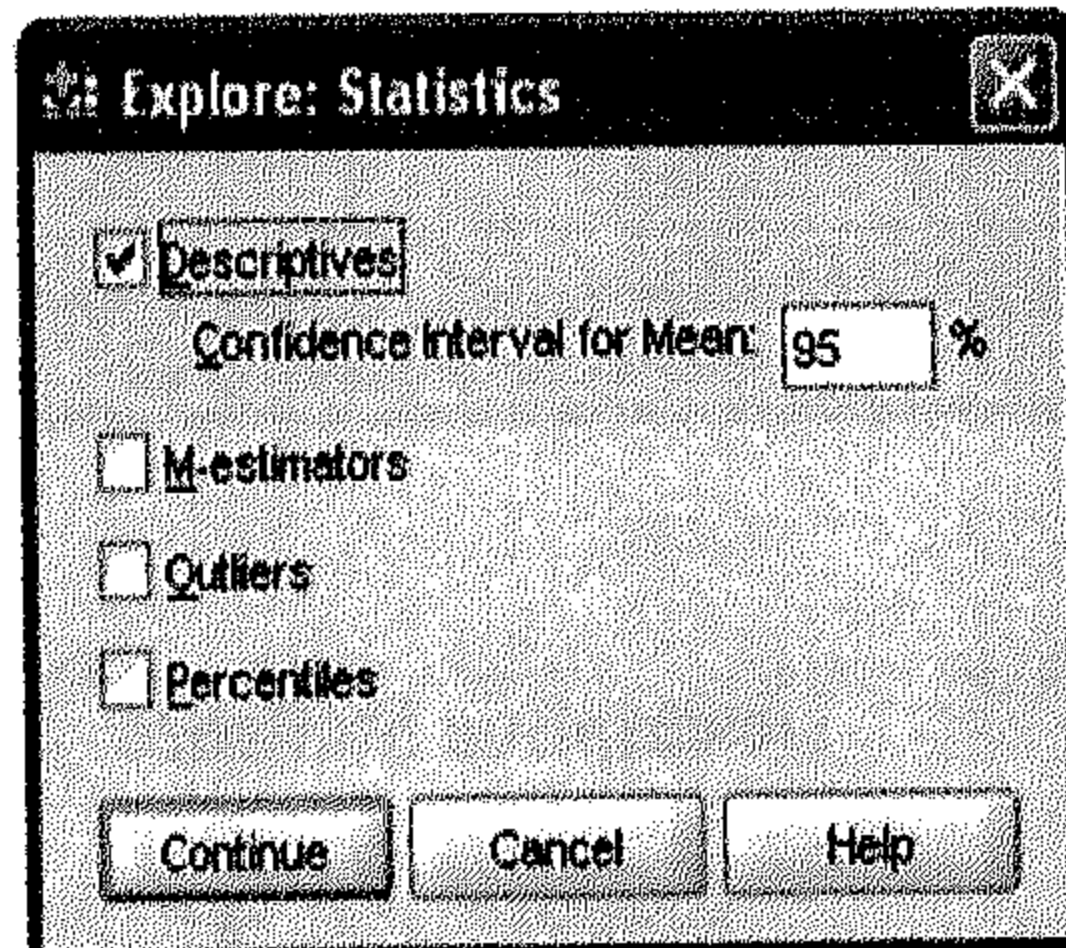 Explore: Statistics
Descriptives
Confidence Interval for Mean: 95 %
M-estimators
Outliers
Percentiles
Continue Cancel Help